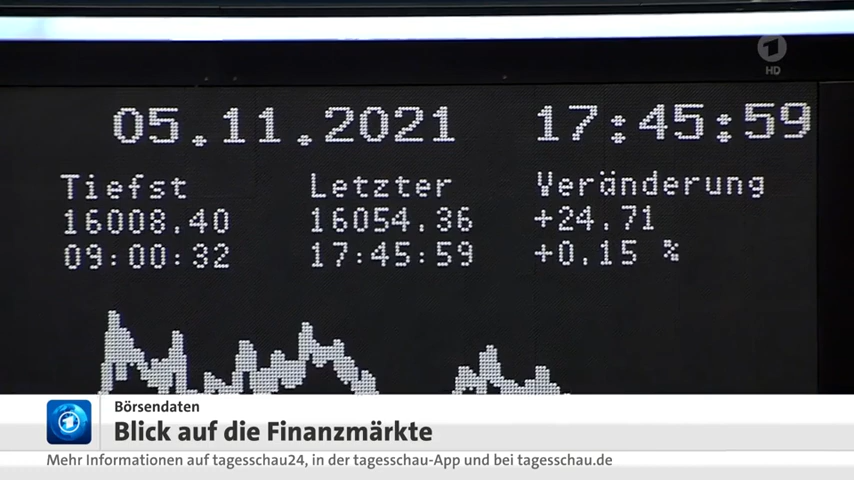 1
HD
05.11.2021 17:45:59
Tiefst Letzter Veränderung
16008.40 16054.36 +24.71
09:00:32 17:45:59 +0.15 %
Börsendaten
Blick auf die Finanzmärkte
Mehr Informationen auf tagesschau24, in der tagesschau-App und bei tagesschau.de